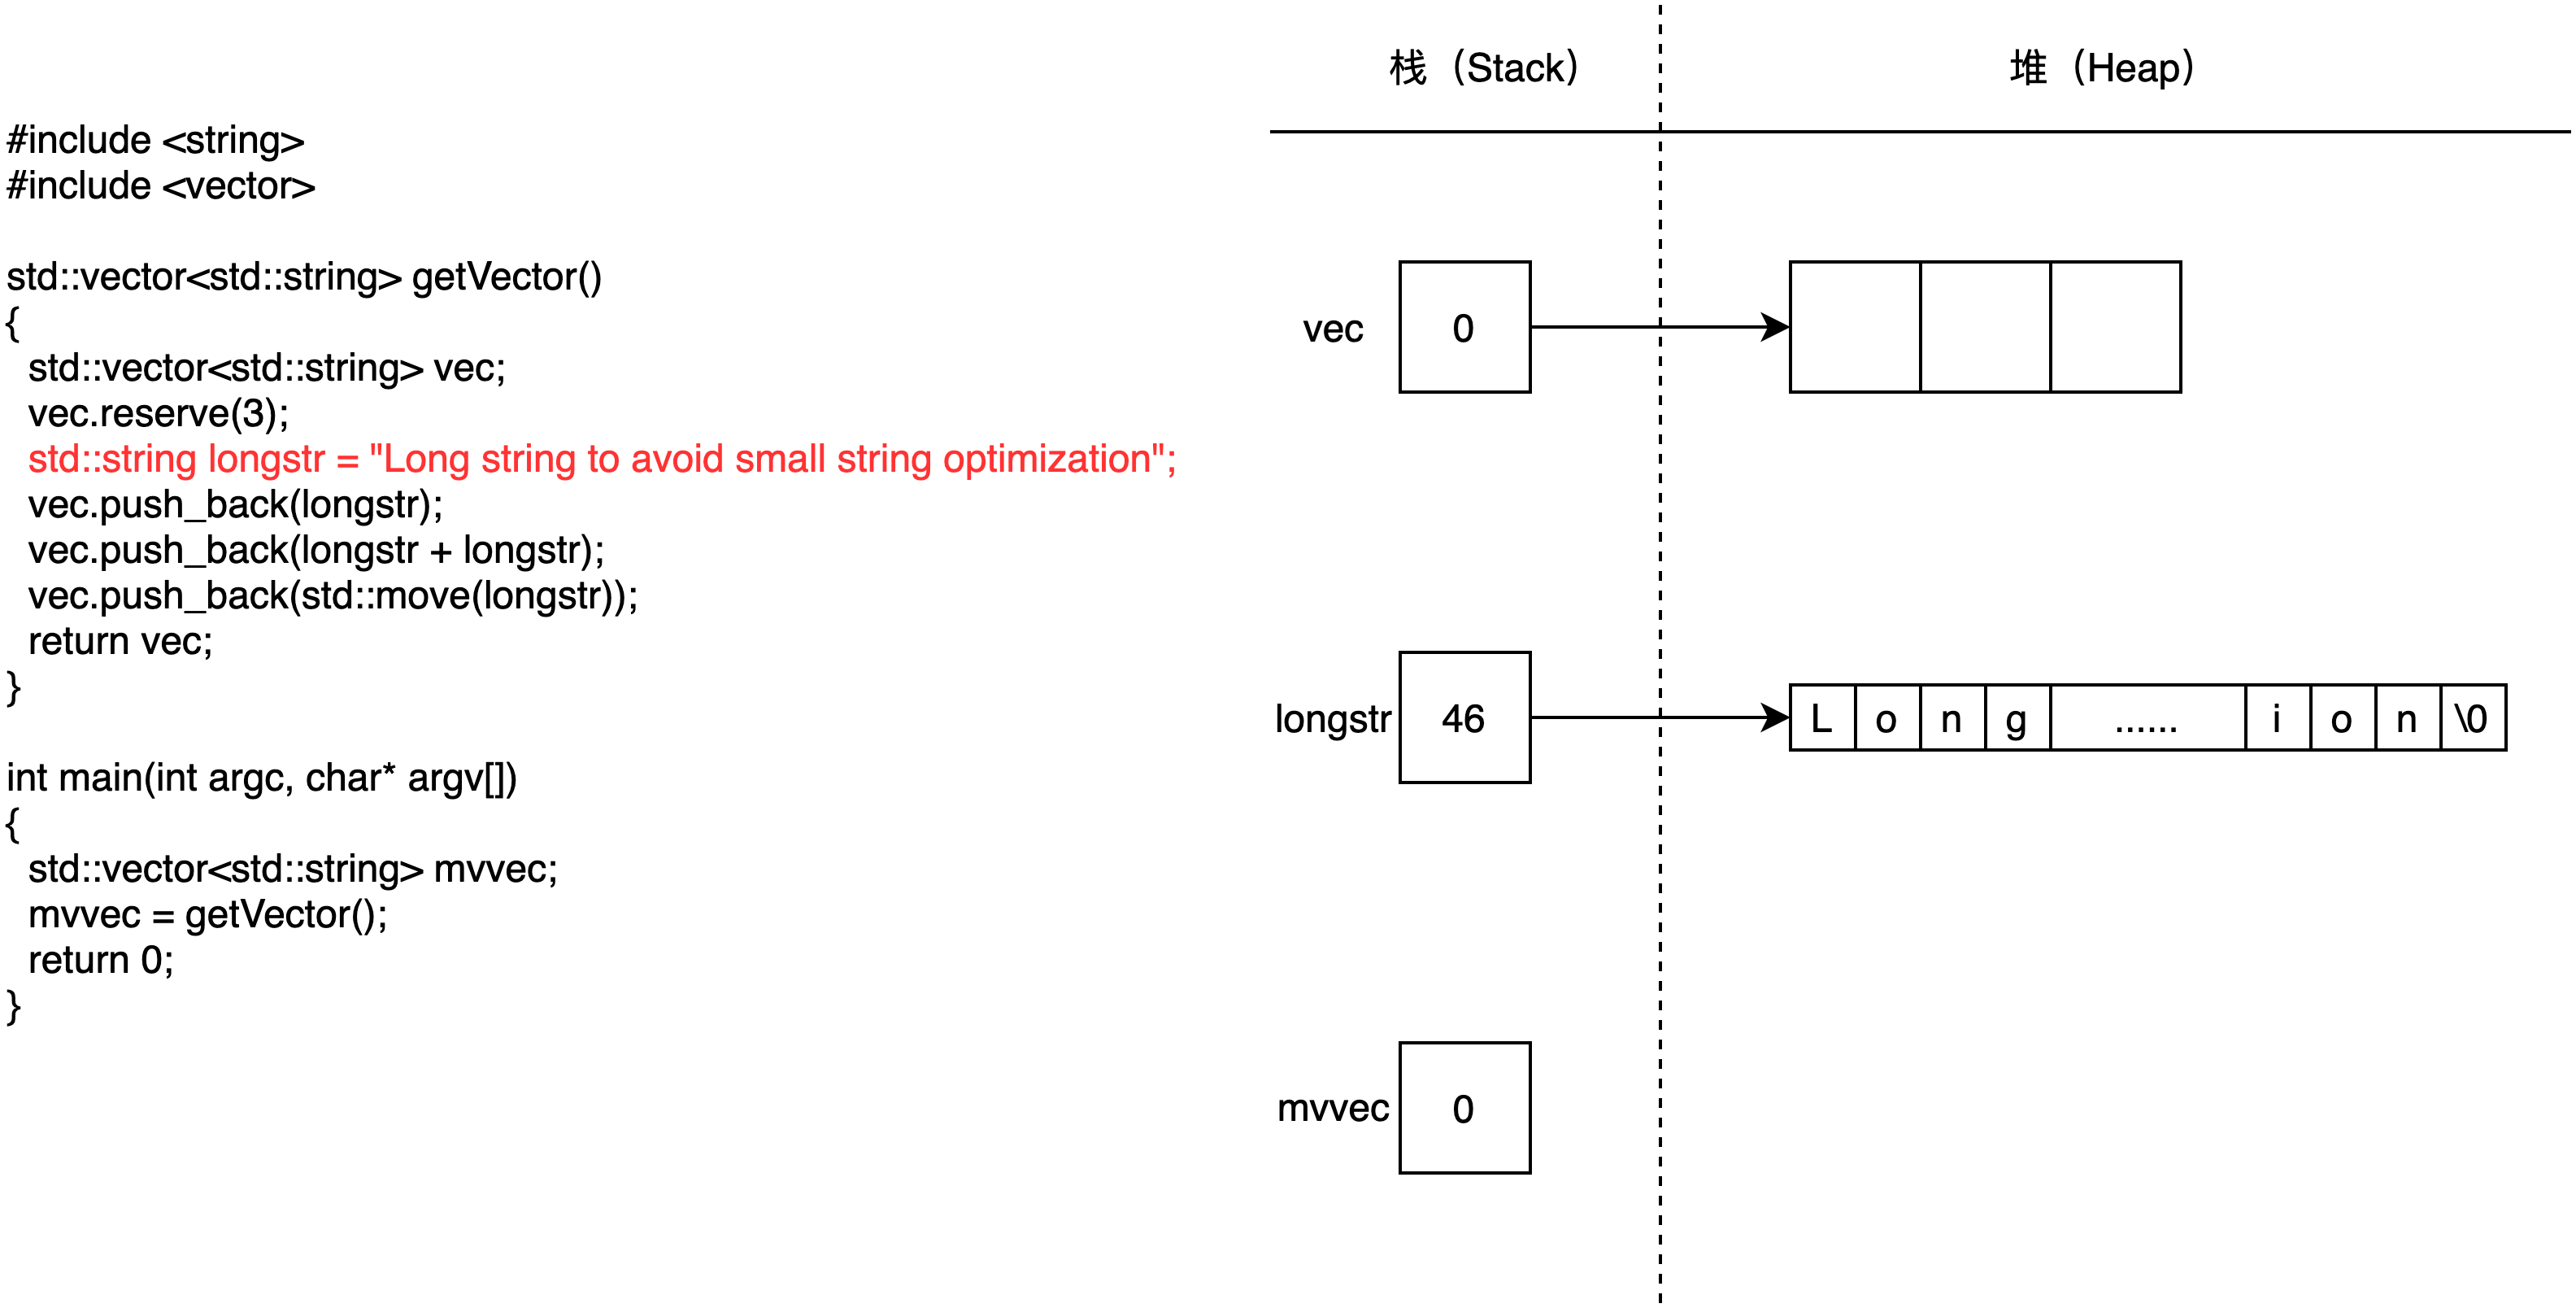 栈（Stack）
堆（Heap）
#include <string>
#include <vector>
std::vector<std::string> getVector()
{
std::vector<std::string> vec;
vec.reserve(3);
std::string longstr = "Long string to avoid small string optimization";
vec.push_back(longstr);
vec.push_back(longstr + longstr);
vec.push_back(std::move(longstr));
return vec;
}
int main(int argc, char* argv[])
{
std::vector<std::string> mvvec;
mvvec = getVector();
return 0;
}
vec 0
longstr 46 L o n g ...... i o n \0
mvvec 0